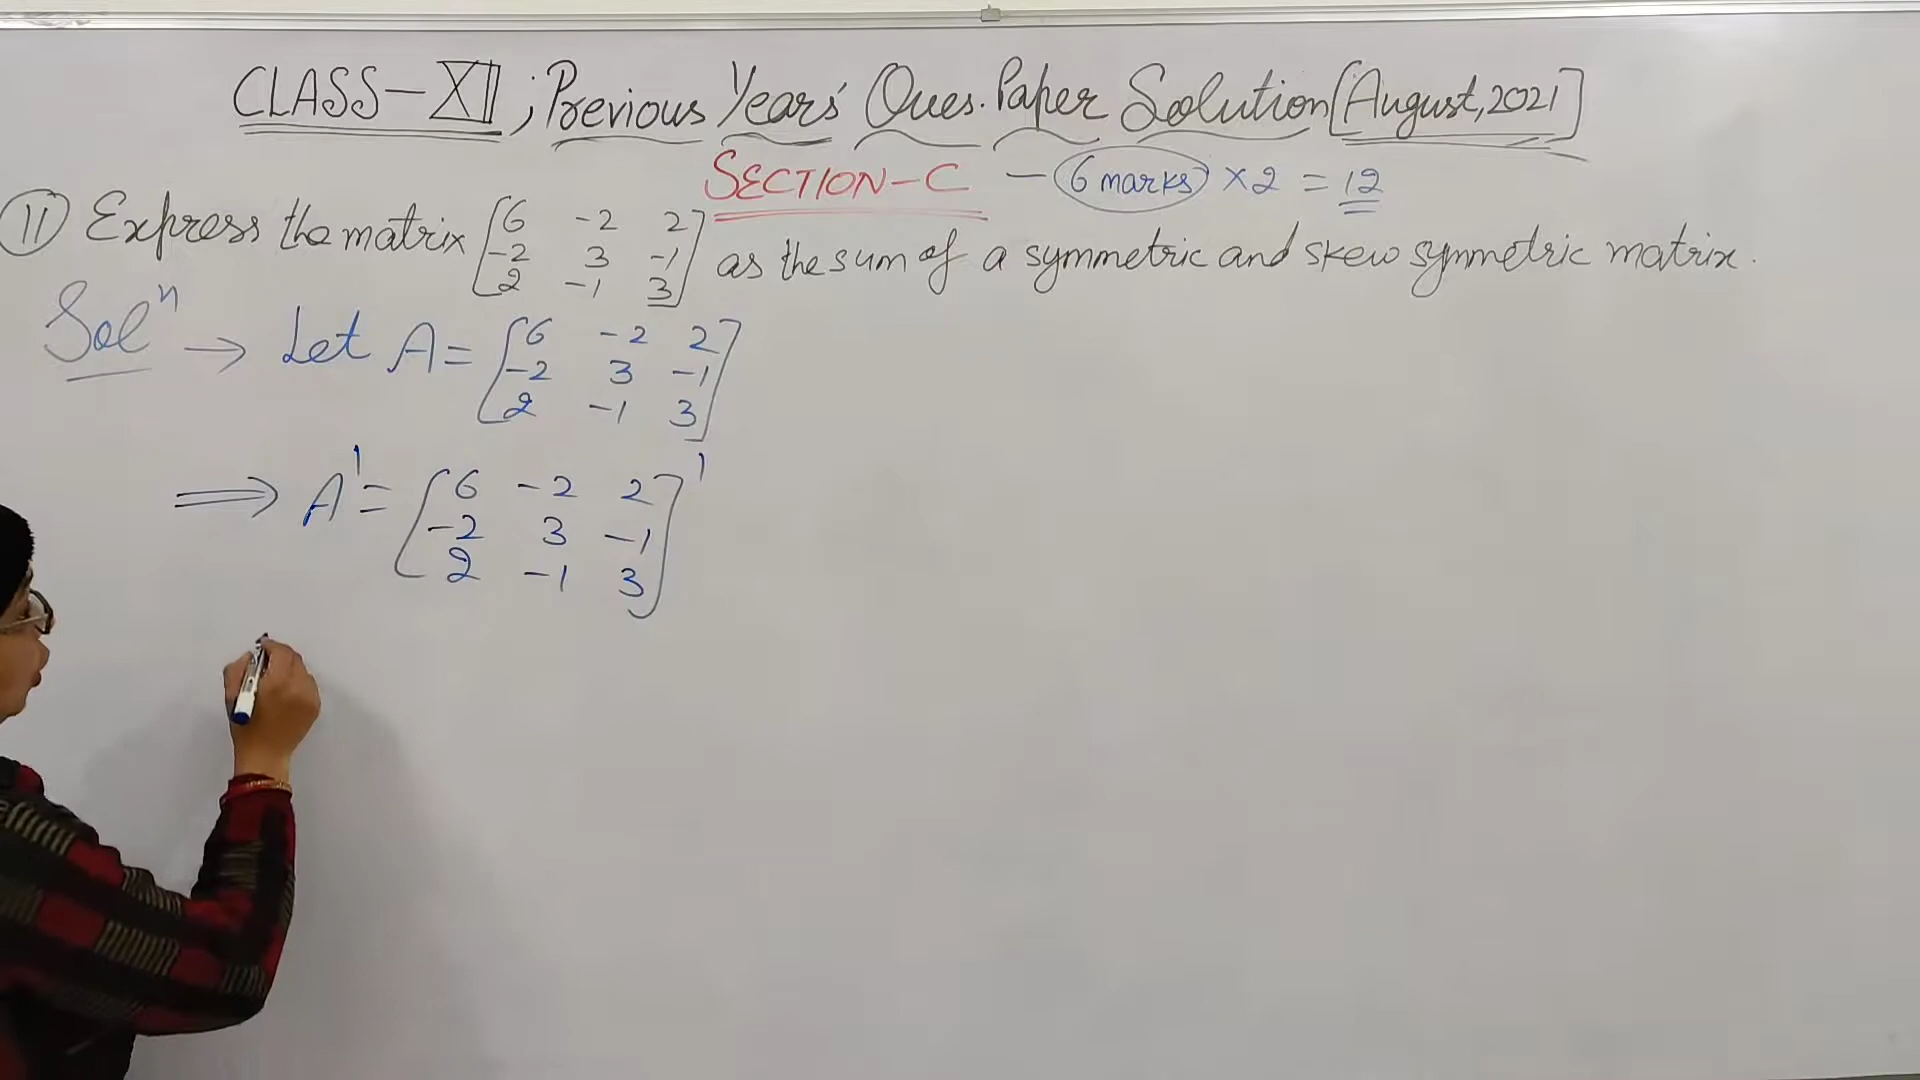 CLASS-XII ; Previous Years' Ques. Paper Solution [August, 2021]
SECTION-C - 6 marks × 2 = 12
11 Express the matrix [6 -2 2
-2 3 -1
2 -1 3] as the sum of a symmetric and skew symmetric matrix.
Solⁿ → Let A = [6 -2 2
-2 3 -1
2 -1 3]
⟹ A' = [6 -2 2
-2 3 -1
2 -1 3]'